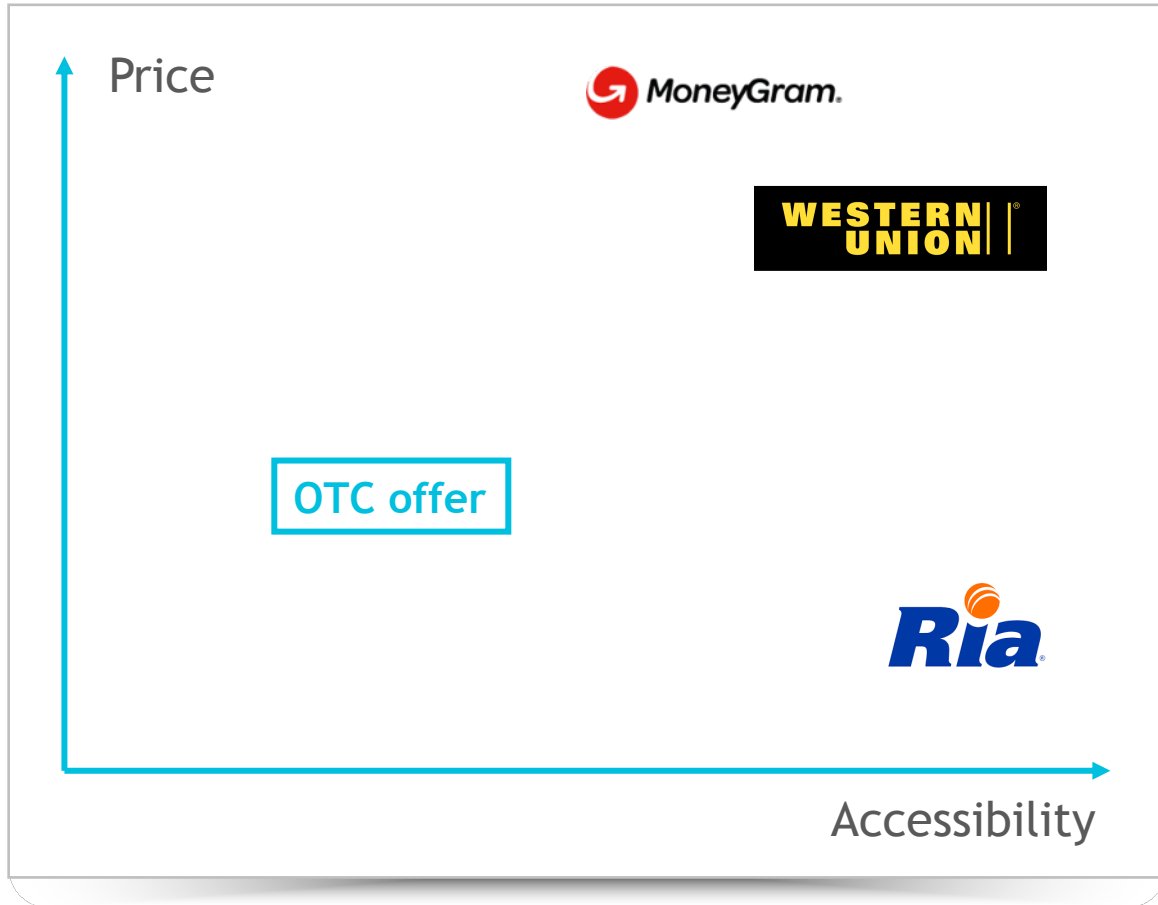 Price
MoneyGram.
WESTERN
UNION ®
OTC offer
Ria®
Accessibility